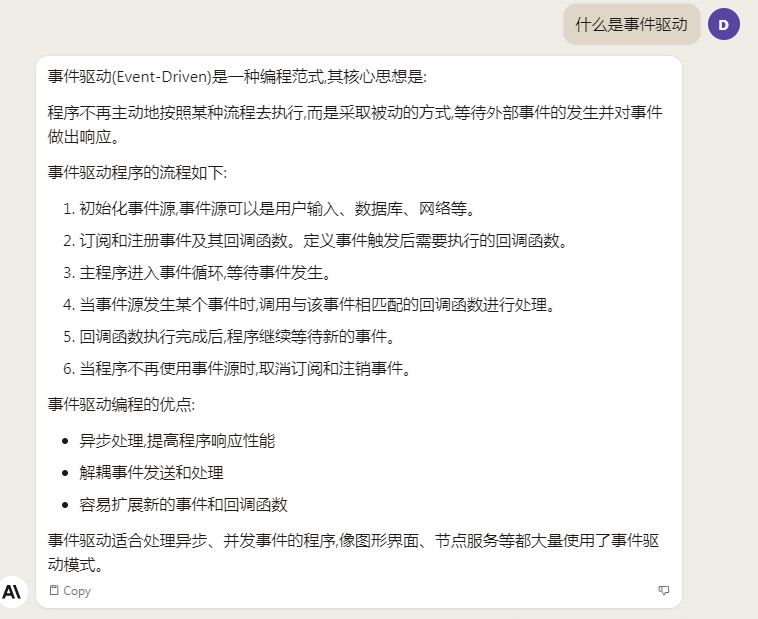 什么是事件驱动
D
事件驱动(Event-Driven)是一种编程范式,其核心思想是:
程序不再主动地按照某种流程去执行,而是采取被动的方式,等待外部事件的发生并对事件
做出响应。
事件驱动程序的流程如下:
1. 初始化事件源,事件源可以是用户输入、数据库、网络等。
2. 订阅和注册事件及其回调函数。定义事件触发后需要执行的回调函数。
3. 主程序进入事件循环,等待事件发生。
4. 当事件源发生某个事件时,调用与该事件相匹配的回调函数进行处理。
5. 回调函数执行完成后,程序继续等待新的事件。
6. 当程序不再使用事件源时,取消订阅和注销事件。
事件驱动编程的优点:
• 异步处理,提高程序响应性能
• 解耦事件发送和处理
• 容易扩展新的事件和回调函数
事件驱动适合处理异步、并发事件的程序,像图形界面、节点服务等都大量使用了事件驱
动模式。
A\
Copy